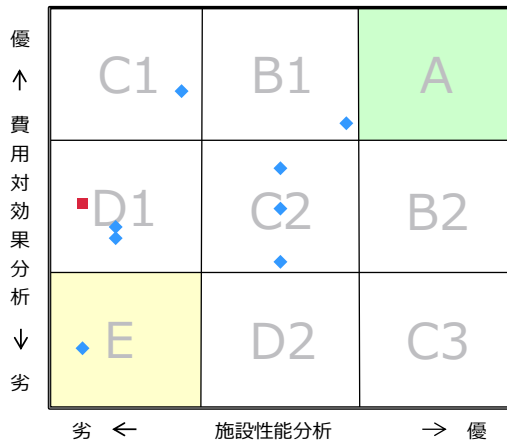 優
↑
費用対効果分析
↓
劣
C1 B1 A
D1 C2 B2
E D2 C3
劣 ← 施設性能分析 → 優